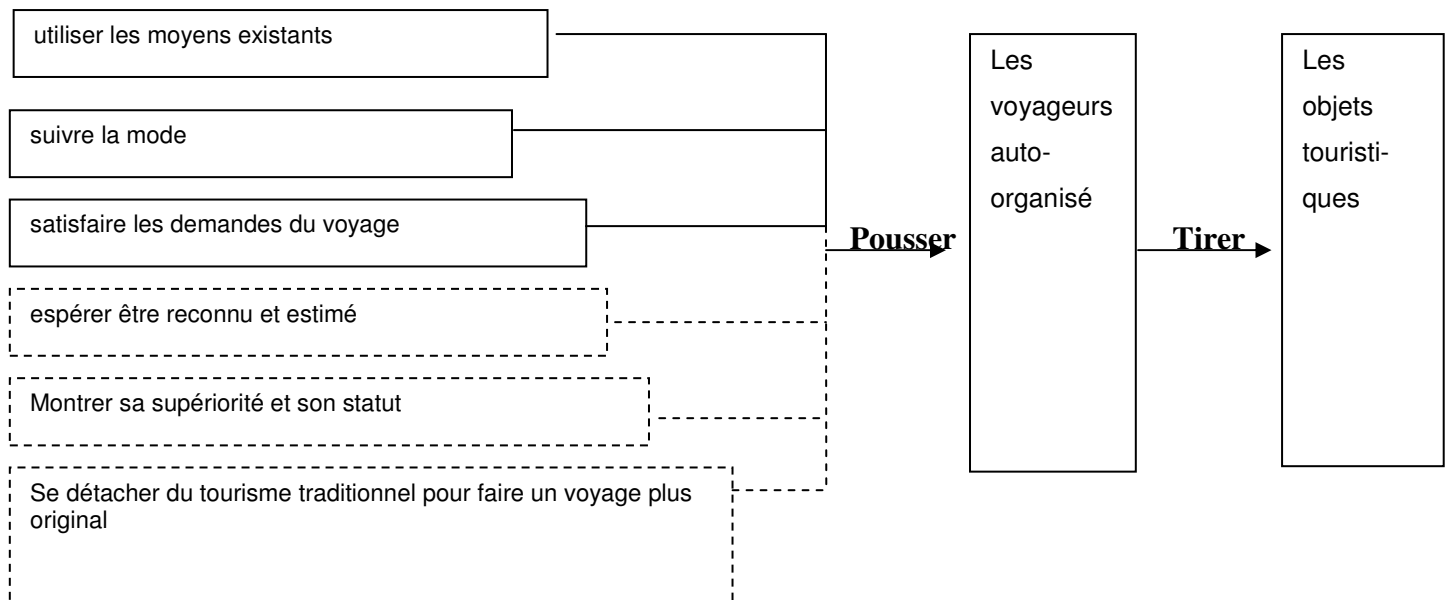 utiliser les moyens existants
suivre la mode
satisfaire les demandes du voyage
espérer être reconnu et estimé
Montrer sa supériorité et son statut
Se détacher du tourisme traditionnel pour faire un voyage plus
original
Pousser
Les
voyageurs
auto-
organisé
Tirer
Les
objets
touristi-
ques